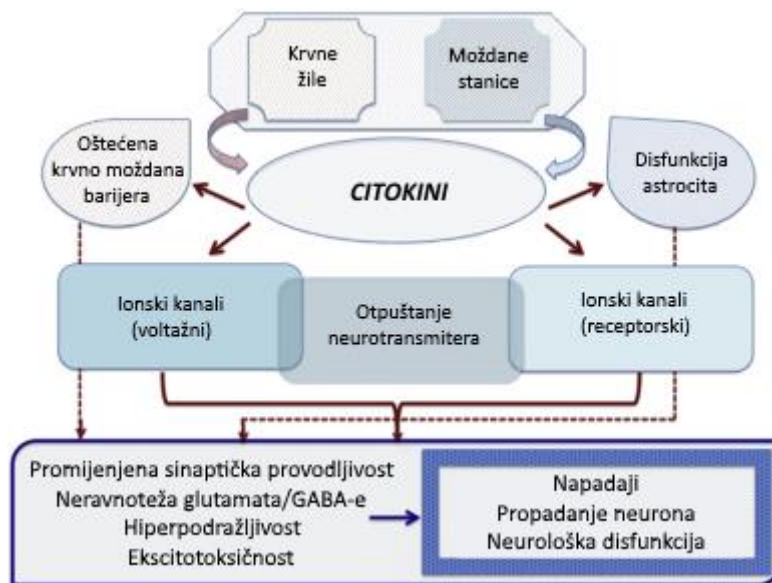 Krvne
žile
Moždane
stanice
Oštećena
krvno moždana
barijera
CITOKINI
Disfunkcija
astrocita
Ionski kanali
(voltažni)
Otpuštanje
neurotransmitera
Ionski kanali
(receptorski)
Promijenjena sinaptička provodljivost
Neravnoteža glutamata/GABA-e
Hiperpodražljivost
Ekscitotoksičnost
Napadaji
Propadanje neurona
Neurološka disfunkcija